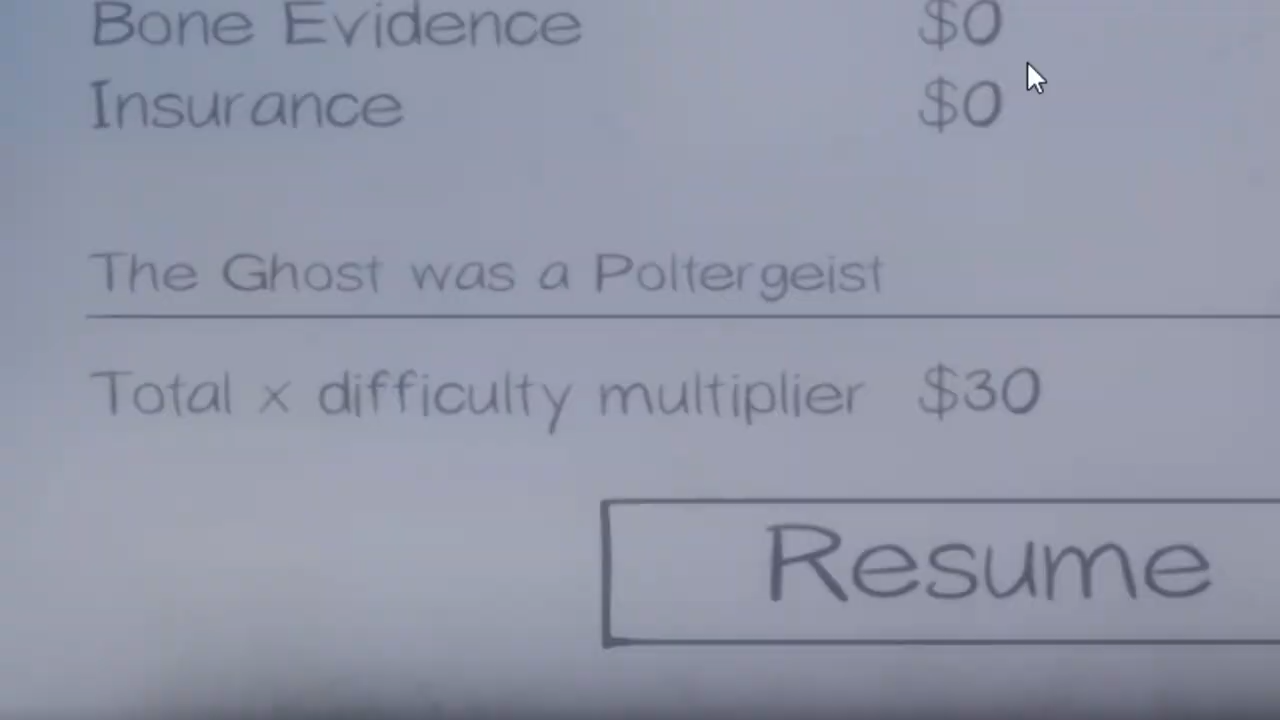 Bone Evidence $0
Insurance $0
The Ghost was a Poltergeist
Total x difficulty multiplier $30
Resume